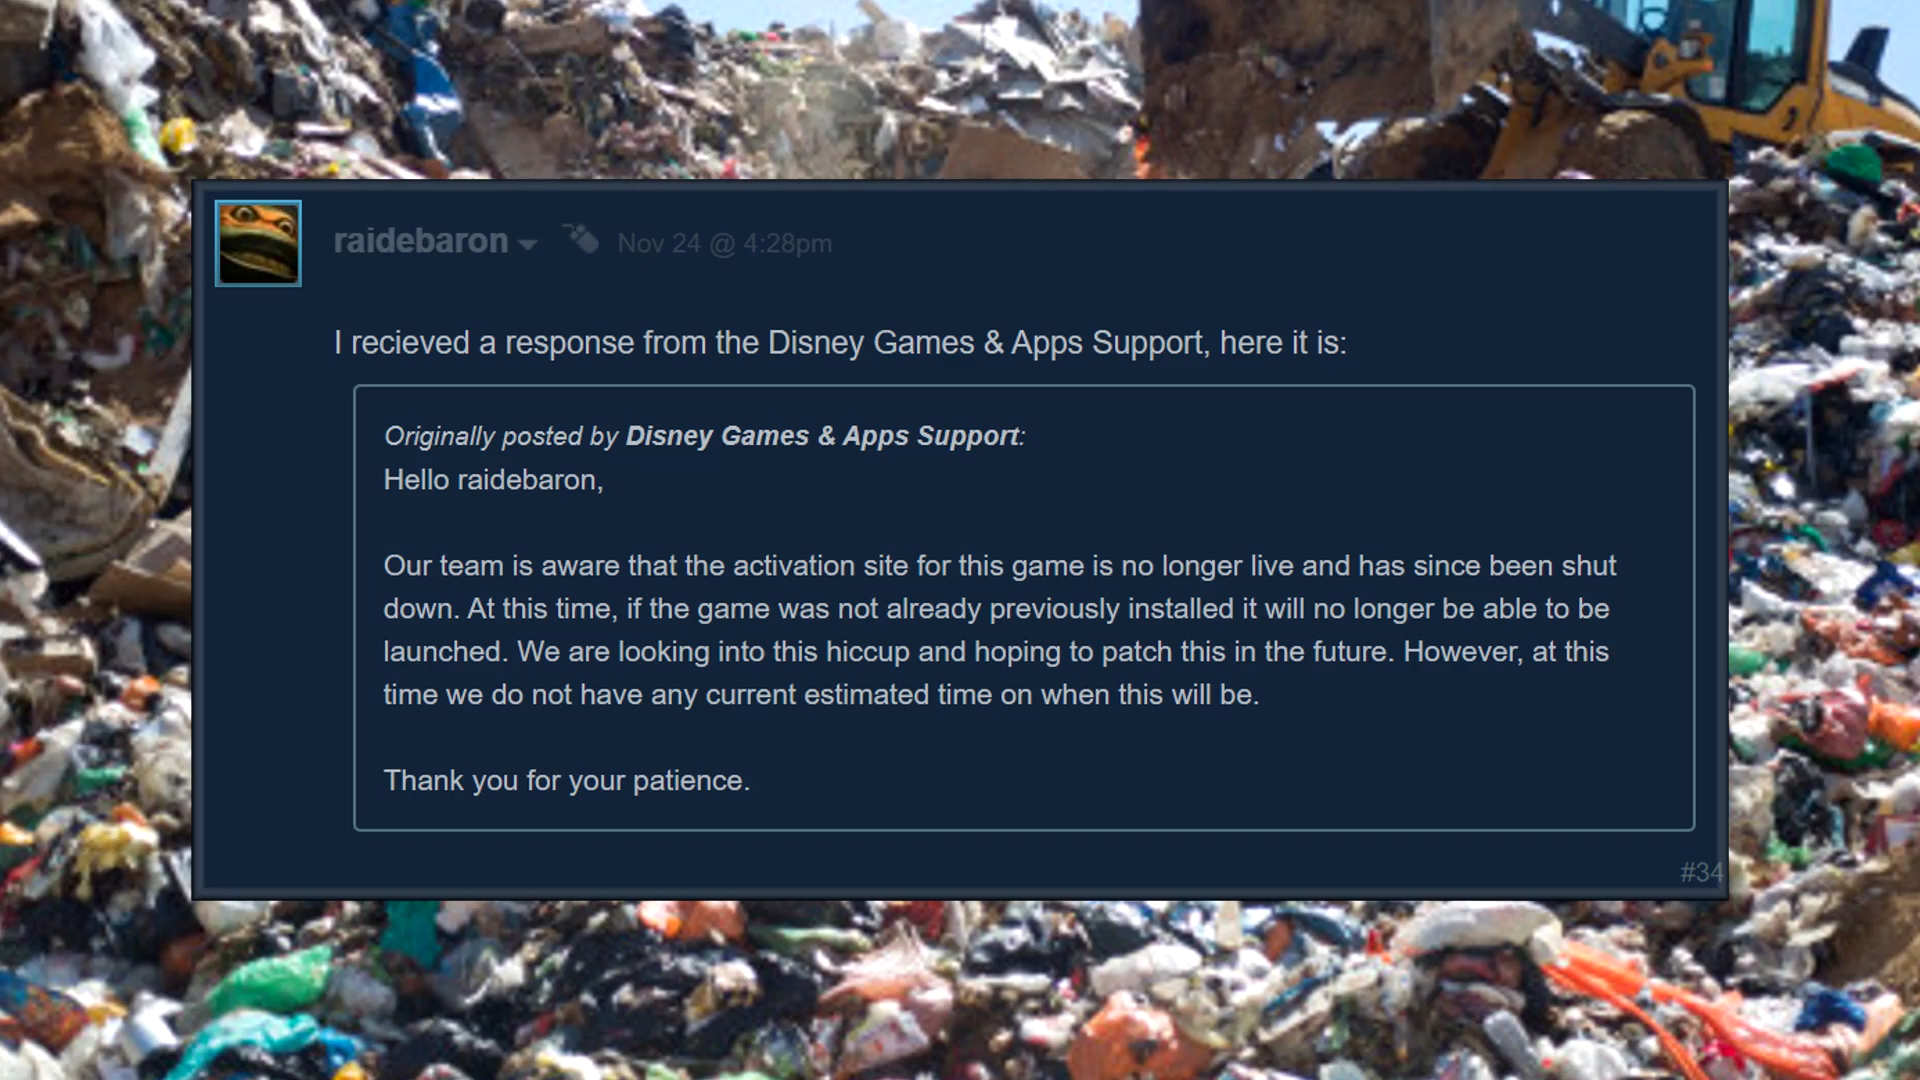 raidebaron Nov 24 @ 4:28pm
I recieved a response from the Disney Games & Apps Support, here it is:
Originally posted by Disney Games & Apps Support:
Hello raidebaron,
Our team is aware that the activation site for this game is no longer live and has since been shut
down. At this time, if the game was not already previously installed it will no longer be able to be
launched. We are looking into this hiccup and hoping to patch this in the future. However, at this
time we do not have any current estimated time on when this will be.
Thank you for your patience.
#34